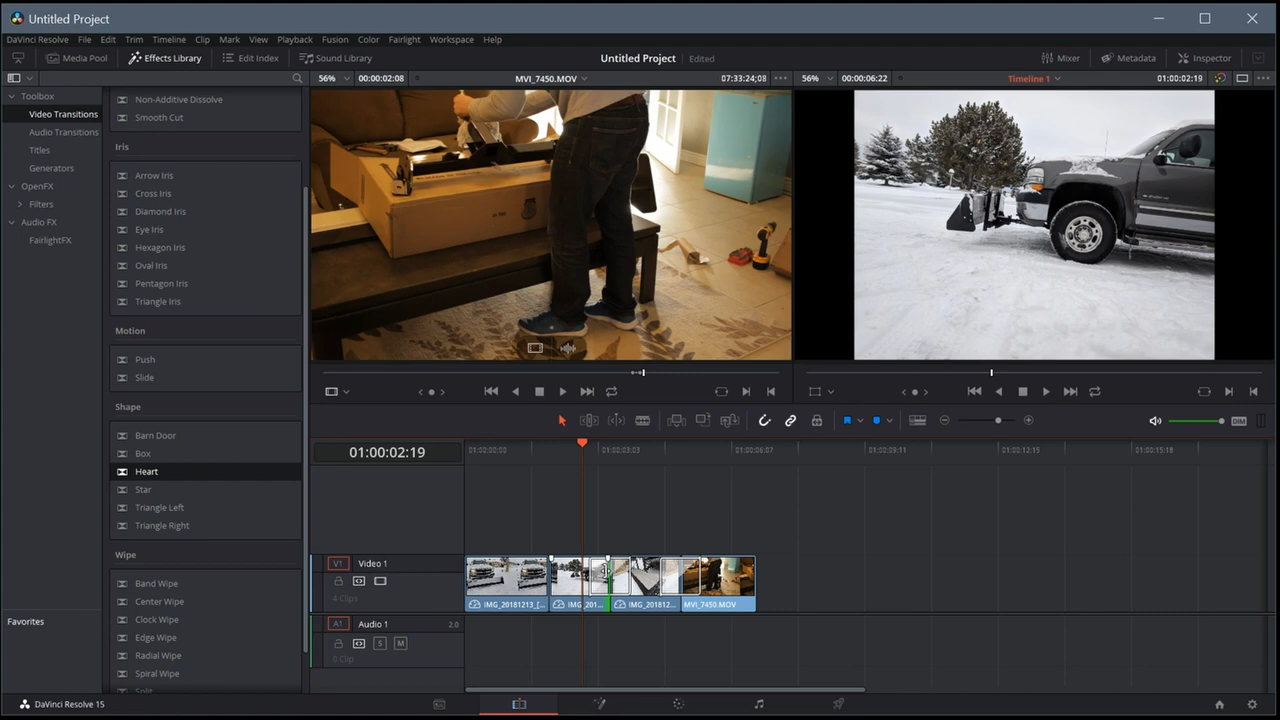 Untitled Project
DaVinci Resolve File Edit Trim Timeline Clip Mark View Playback Fusion Color Fairlight Workspace Help
Media Pool Effects Library Edit Index Sound Library Untitled Project Edited Mixer Metadata Inspector
56% 00:00:02:08 MVI_7450.MOV 07:33:24;08 56% 00:00:06:22 Timeline 1 01:00:02:19
Toolbox
Video Transitions
Audio Transitions
Titles
Generators
OpenFX
Filters
Audio FX
FairlightFX
Favorites
Non-Additive Dissolve
Smooth Cut
Iris
Arrow Iris
Cross Iris
Diamond Iris
Eye Iris
Hexagon Iris
Oval Iris
Pentagon Iris
Triangle Iris
Motion
Push
Slide
Shape
Barn Door
Box
Heart
Star
Triangle Left
Triangle Right
Wipe
Band Wipe
Center Wipe
Clock Wipe
Edge Wipe
Radial Wipe
Spiral Wipe
Split
DIM
01:00:02:19 01:00:00:00 01:00:03:03 01:00:06:07 01:00:09:11 01:00:12:15 01:00:15:18
V1 Video 1
4 Clips
IMG_20181213_[... IMG_201... IMG_201812... MVI_7450.MOV
A1 Audio 1 2.0
S M
0 Clip
DaVinci Resolve 15